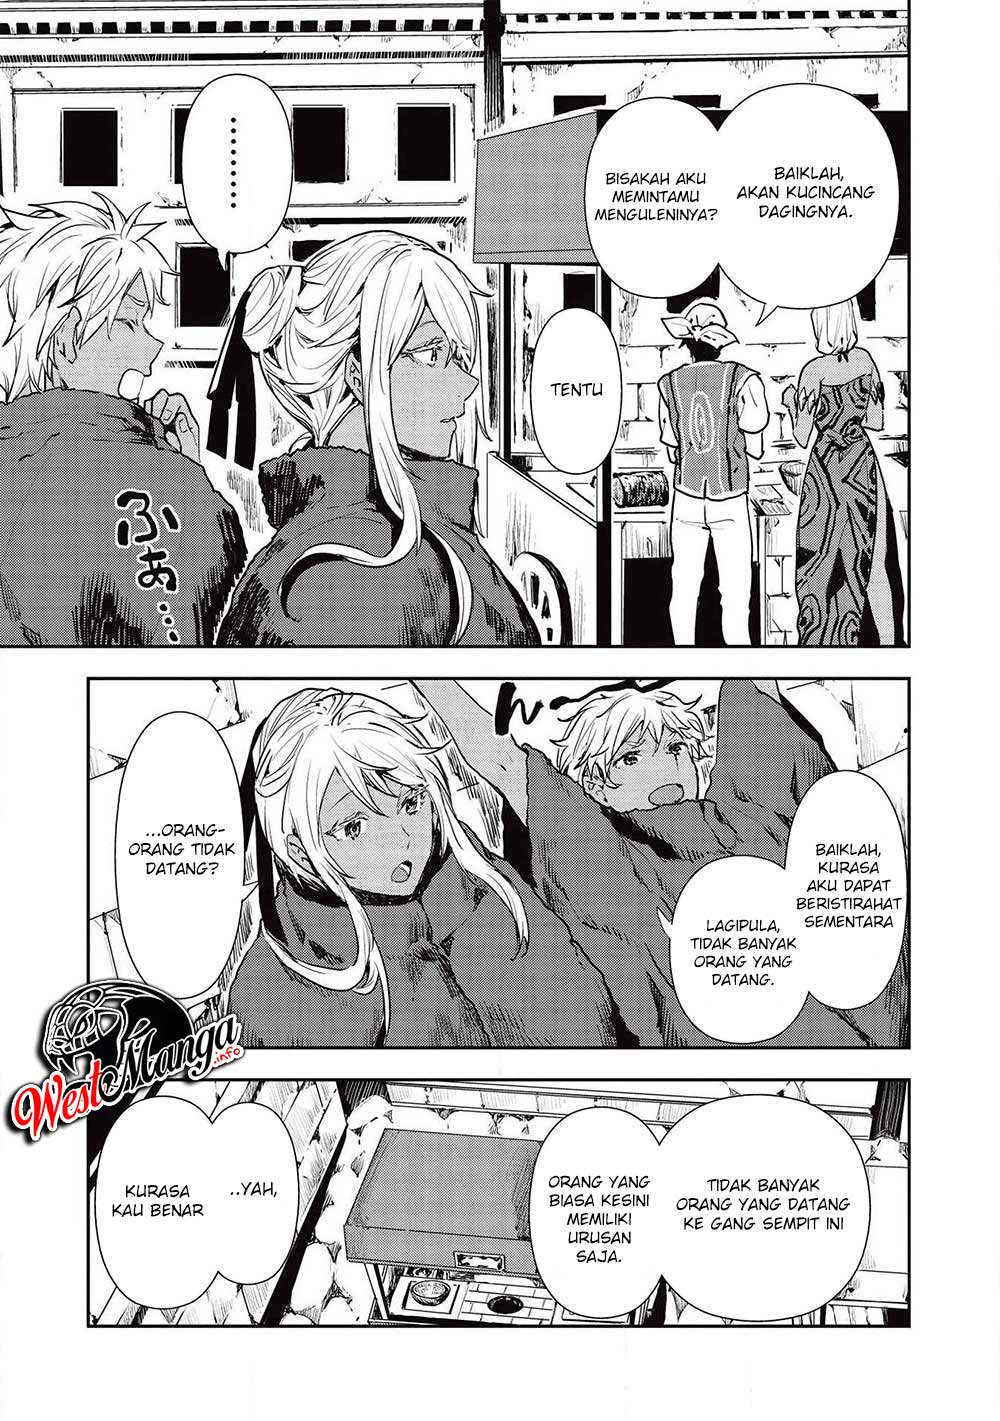 BAIKLAH,
AKAN KUCINCANG
DAGINGNYA.
BISAKAH AKU
MEMINTAMU
MENGULENINYA?
TENTU
………
ふぁ…
ん～
BAIKLAH,
KURASA
AKU DAPAT
BERISTIRAHAT
SEMENTARA
LAGIPULA,
TIDAK BANYAK
ORANG YANG
DATANG.
...ORANG-
ORANG TIDAK
DATANG?
TIDAK BANYAK
ORANG YANG DATANG
KE GANG SEMPIT INI
ORANG YANG
BIASA KESINI
MEMILIKI
URUSAN
SAJA.
..YAH,
KURASA
KAU BENAR
WestManga
.info